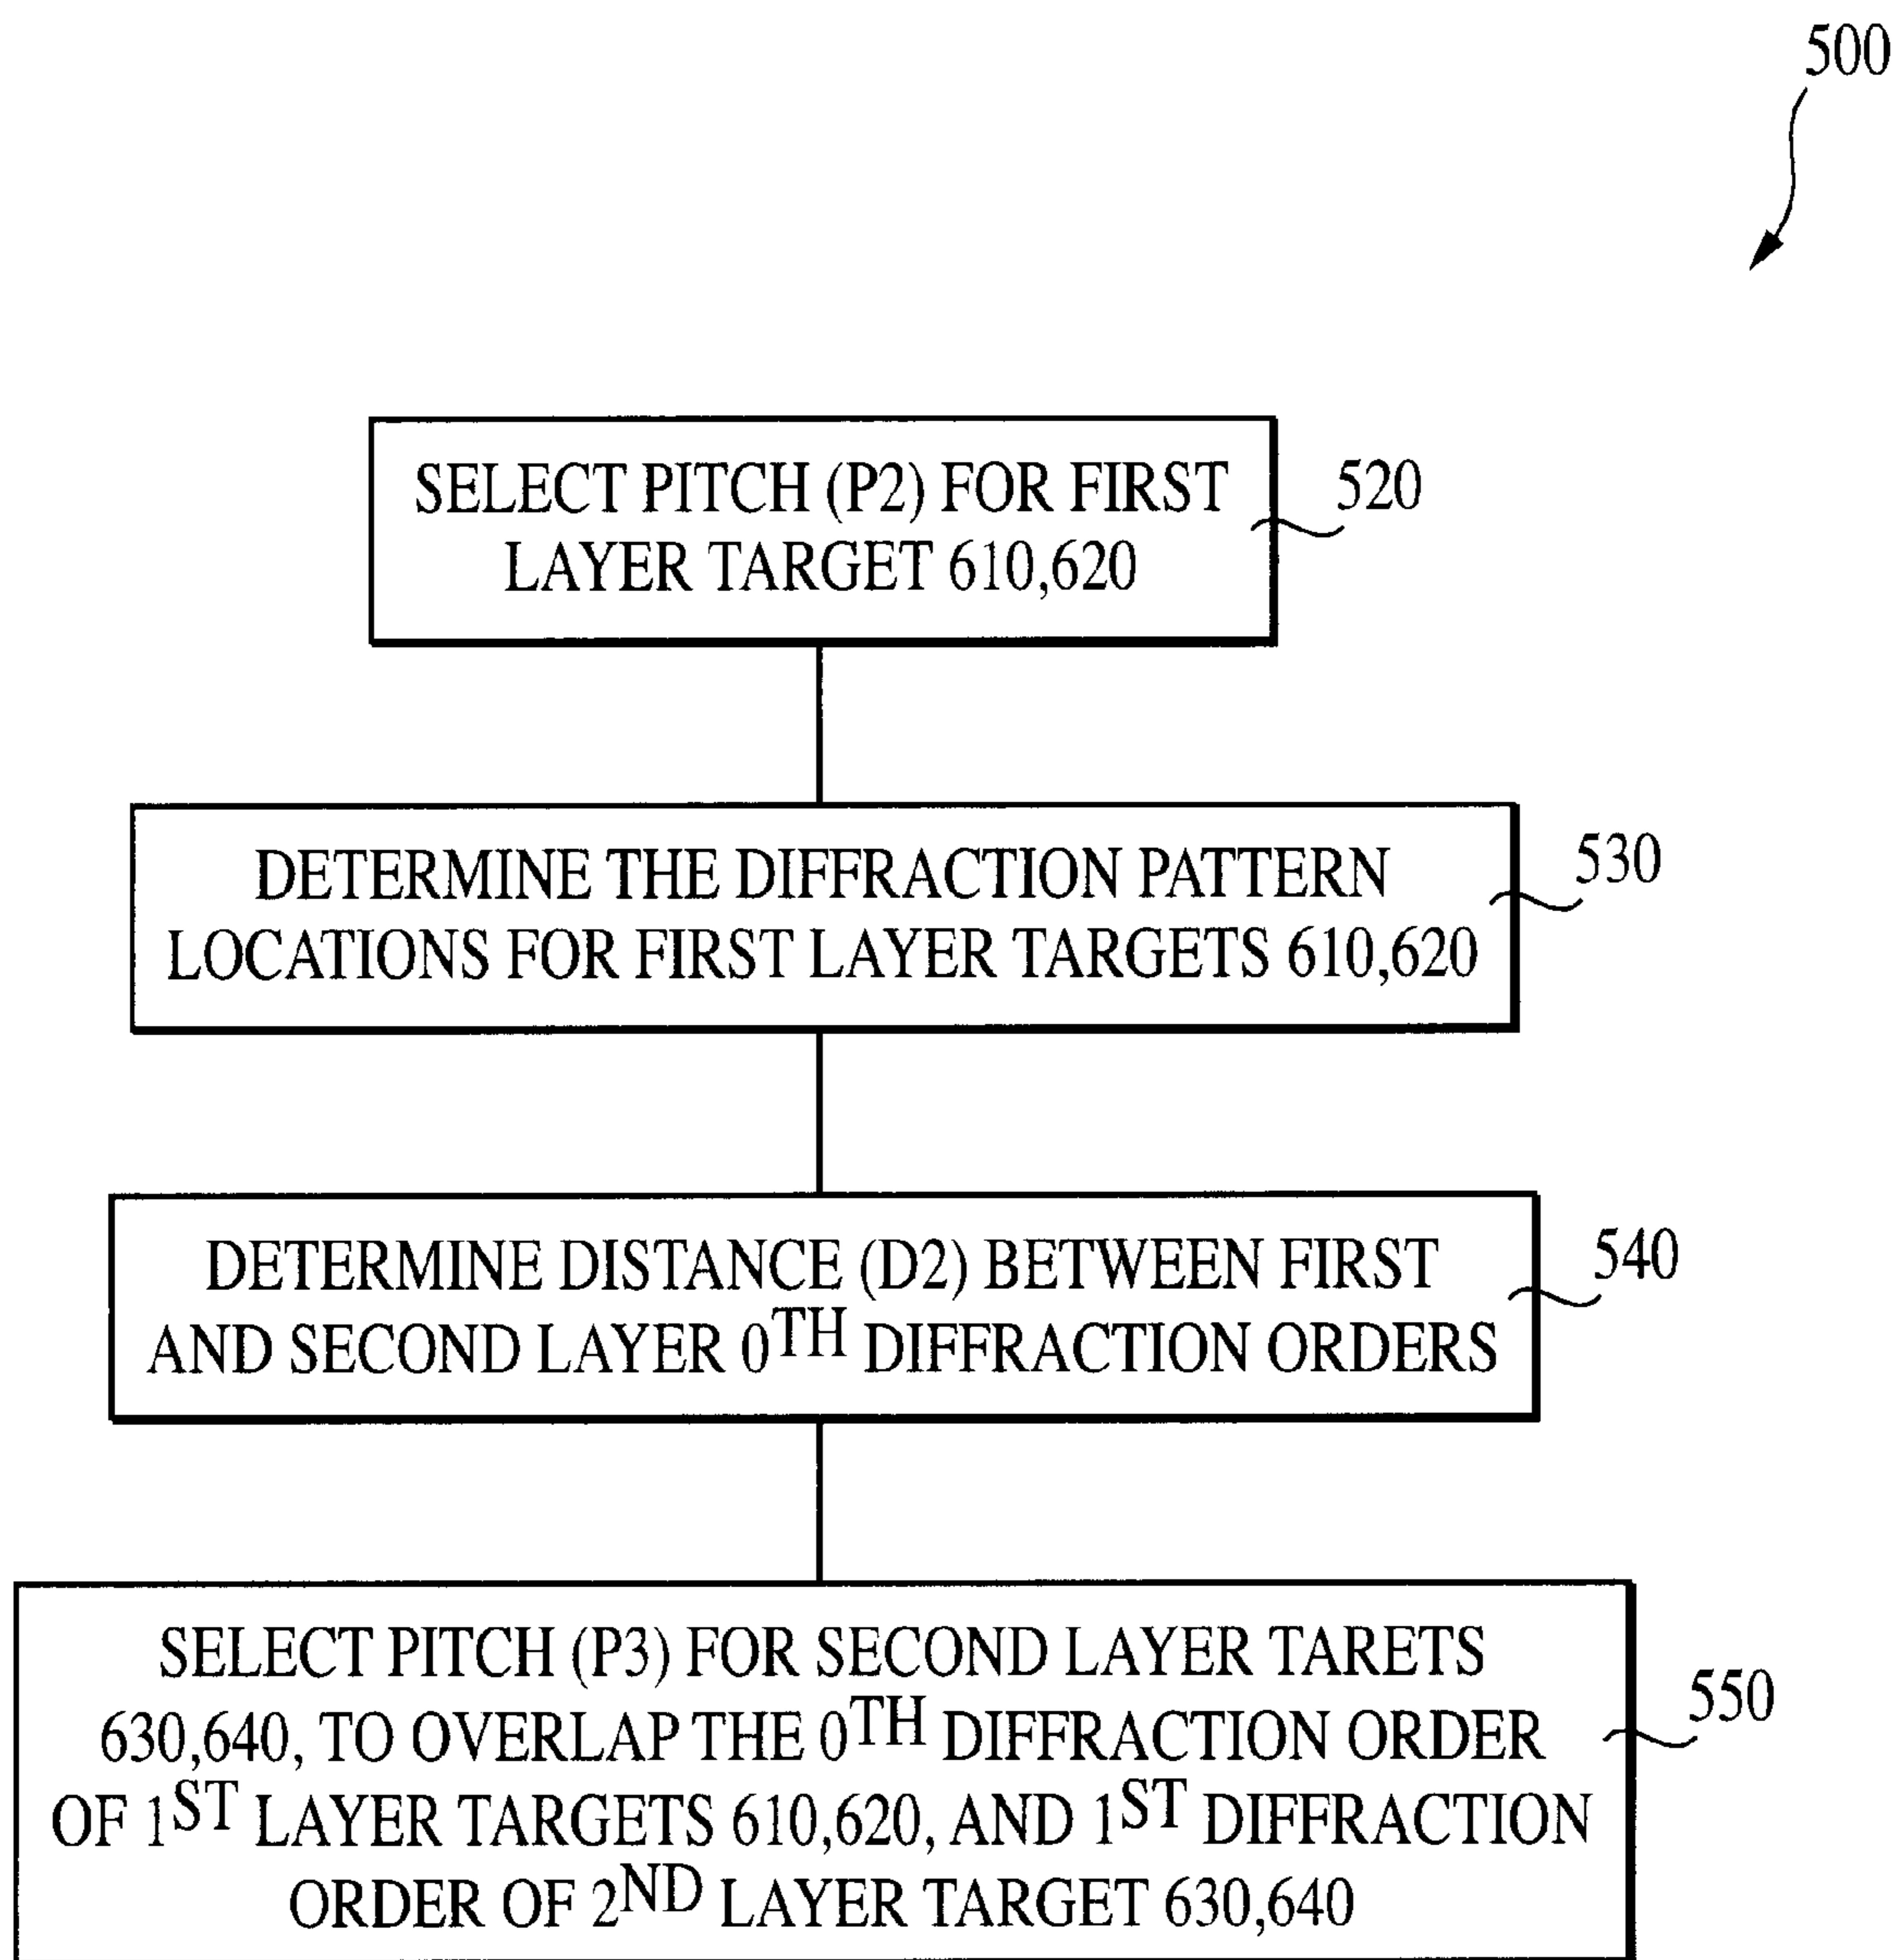 500
SELECT PITCH (P2) FOR FIRST
LAYER TARGET 610,620
520
DETERMINE THE DIFFRACTION PATTERN
LOCATIONS FOR FIRST LAYER TARGETS 610,620
530
DETERMINE DISTANCE (D2) BETWEEN FIRST
AND SECOND LAYER 0TH DIFFRACTION ORDERS
540
SELECT PITCH (P3) FOR SECOND LAYER TARETS
630,640, TO OVERLAP THE 0TH DIFFRACTION ORDER
OF 1ST LAYER TARGETS 610,620, AND 1ST DIFFRACTION
ORDER OF 2ND LAYER TARGET 630,640
550